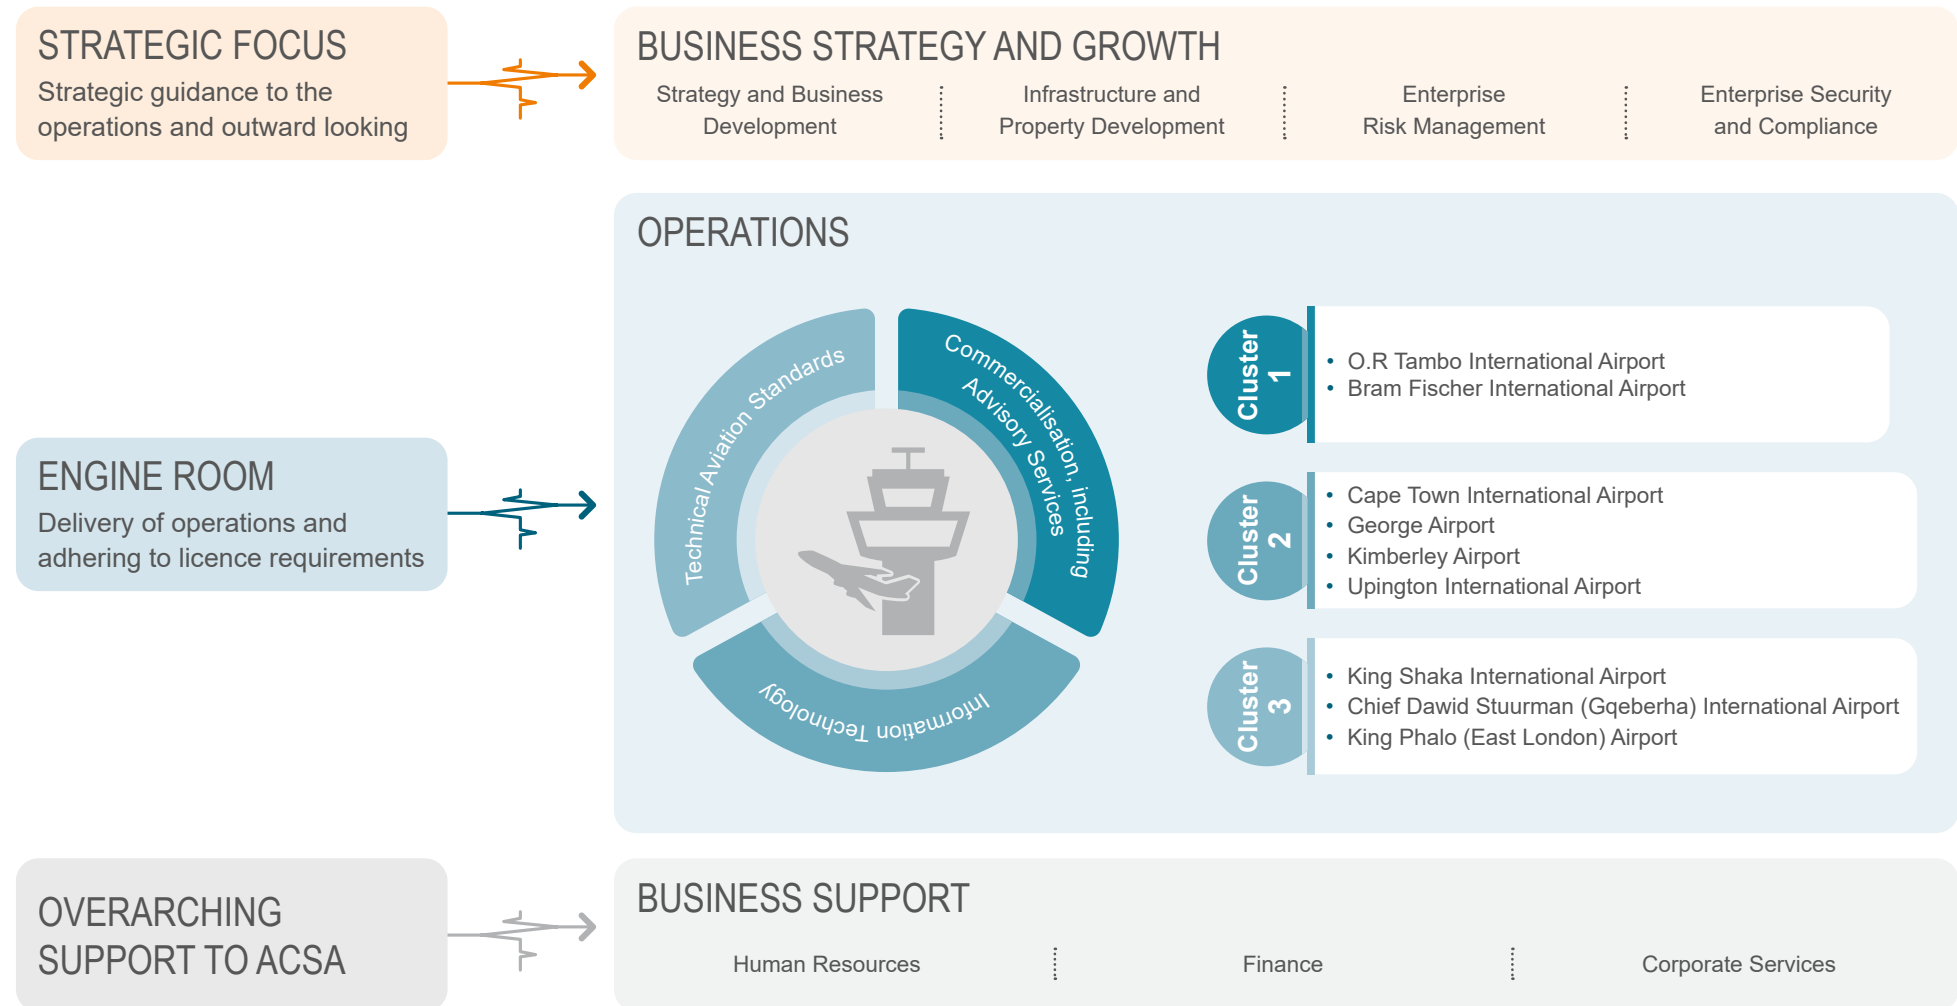 STRATEGIC FOCUS
Strategic guidance to the
operations and outward looking
BUSINESS STRATEGY AND GROWTH
Strategy and Business
Development
Infrastructure and
Property Development
Enterprise
Risk Management
Enterprise Security
and Compliance
ENGINE ROOM
Delivery of operations and
adhering to licence requirements
OPERATIONS
Technical Aviation Standards
Commercialisation, including
Advisory Services
Information Technology
Cluster
1
• O.R Tambo International Airport
• Bram Fischer International Airport
Cluster
2
• Cape Town International Airport
• George Airport
• Kimberley Airport
• Upington International Airport
Cluster
3
• King Shaka International Airport
• Chief Dawid Stuurman (Gqeberha) International Airport
• King Phalo (East London) Airport
OVERARCHING
SUPPORT TO ACSA
BUSINESS SUPPORT
Human Resources
Finance
Corporate Services